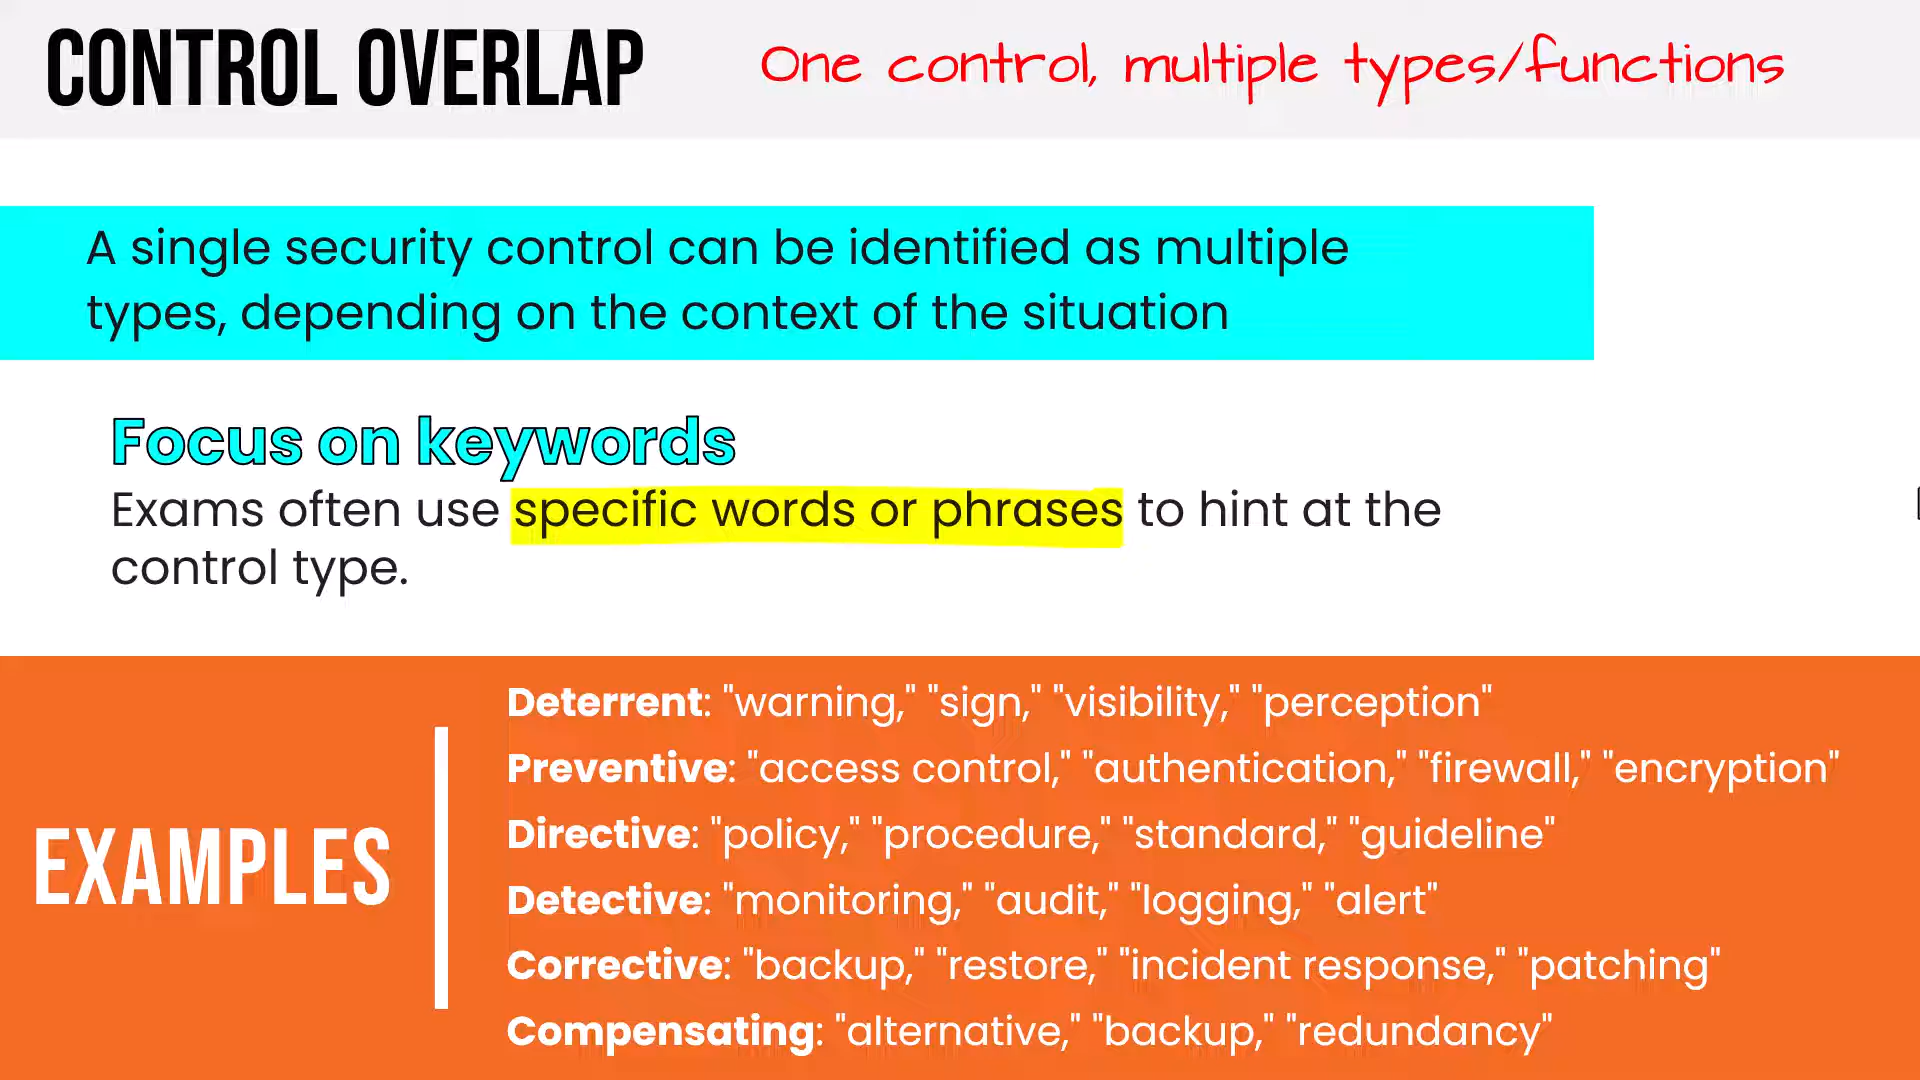 CONTROL OVERLAP
One control, multiple types/functions
A single security control can be identified as multiple
types, depending on the context of the situation
Focus on keywords
Exams often use specific words or phrases to hint at the
control type.
EXAMPLES
Deterrent: "warning," "sign," "visibility," "perception"
Preventive: "access control," "authentication," "firewall," "encryption"
Directive: "policy," "procedure," "standard," "guideline"
Detective: "monitoring," "audit," "logging," "alert"
Corrective: "backup," "restore," "incident response," "patching"
Compensating: "alternative," "backup," "redundancy"